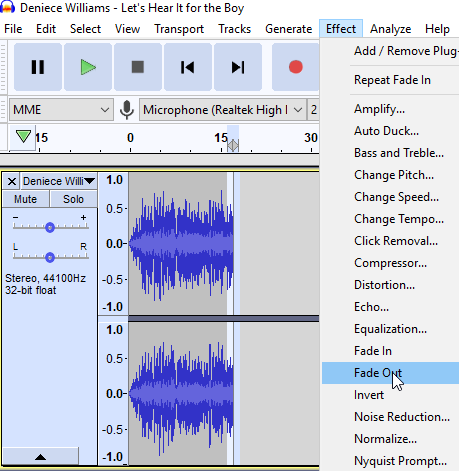 Deniece Williams - Let's Hear It for the Boy
File Edit Select View Transport Tracks Generate Effect Analyze Help
Add / Remove Plug-
Repeat Fade In
MME Microphone (Realtek High 2
Amplify...
Auto Duck...
15 0 15 30
Bass and Treble...
Change Pitch...
Deniece Willi
Mute Solo
- +
L R
Stereo, 44100Hz
32-bit float
1.0
0.5
0.0
-0.5
-1.0
1.0
0.5
0.0
-0.5
-1.0
Change Speed...
Change Tempo...
Click Removal...
Compressor...
Distortion...
Echo...
Equalization...
Fade In
Fade Out
Invert
Noise Reduction...
Normalize...
Nyquist Prompt...